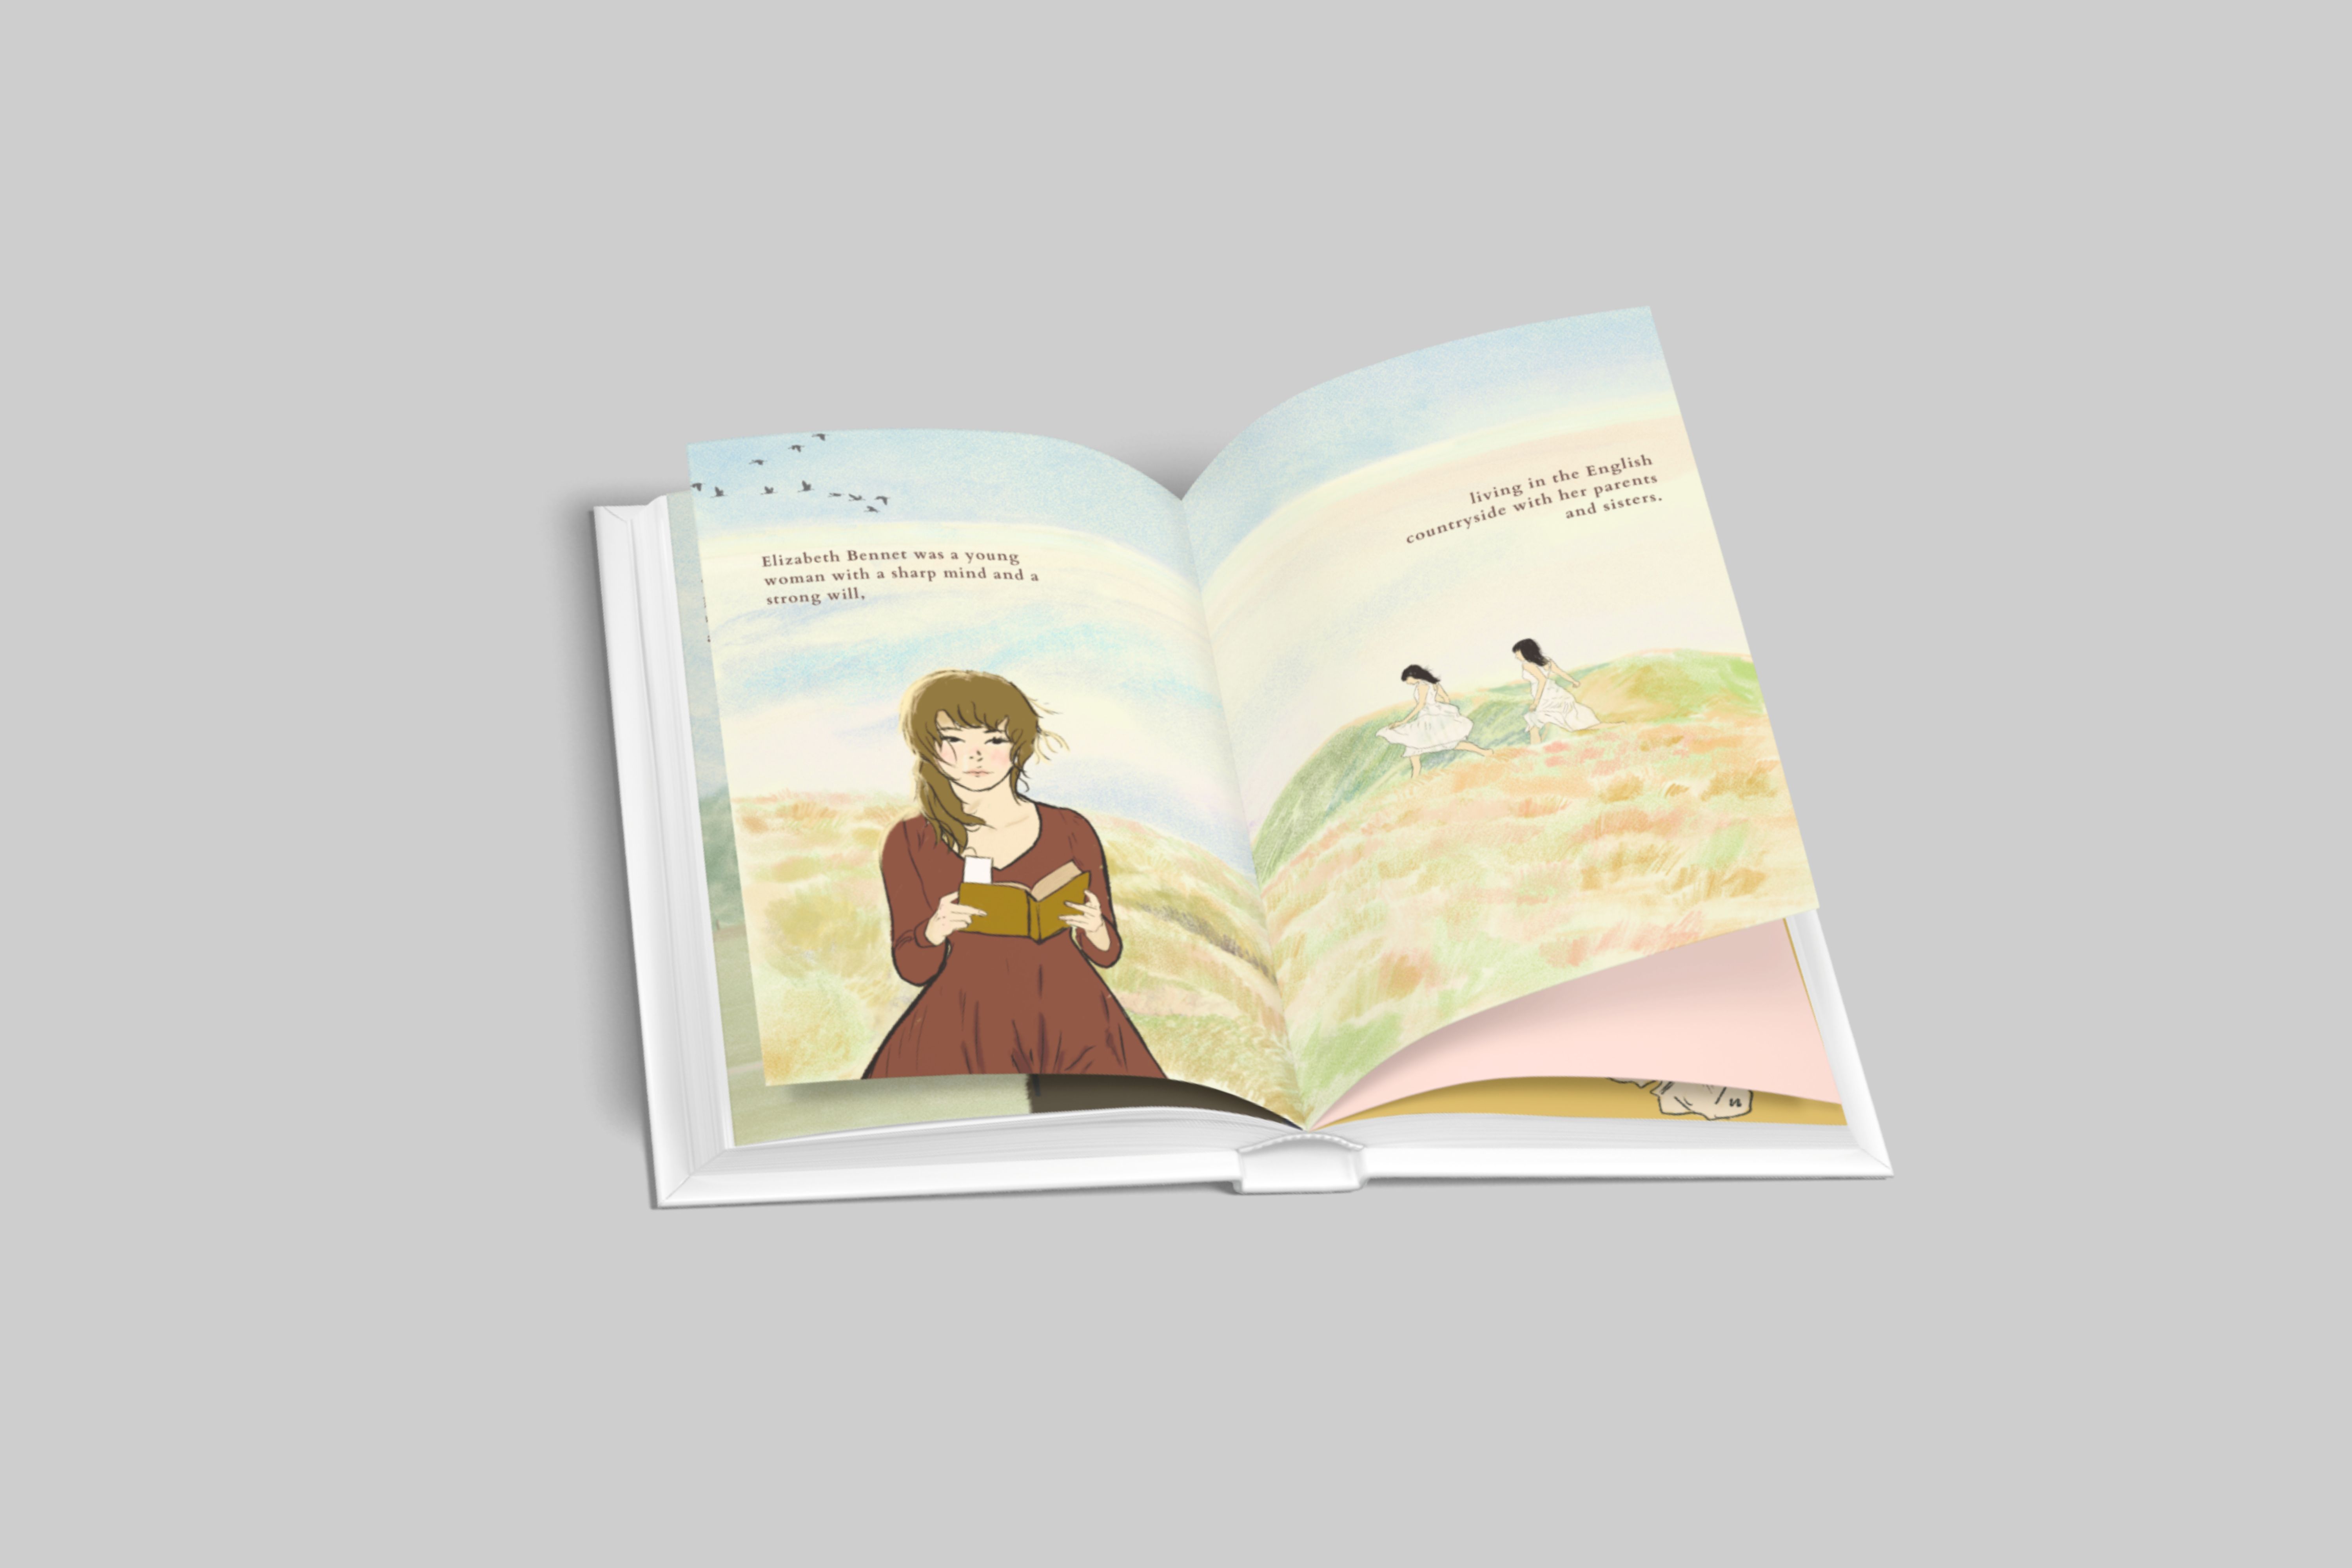 Elizabeth Bennet was a young
woman with a sharp mind and a
strong will,
living in the English
countryside with her parents
and sisters.